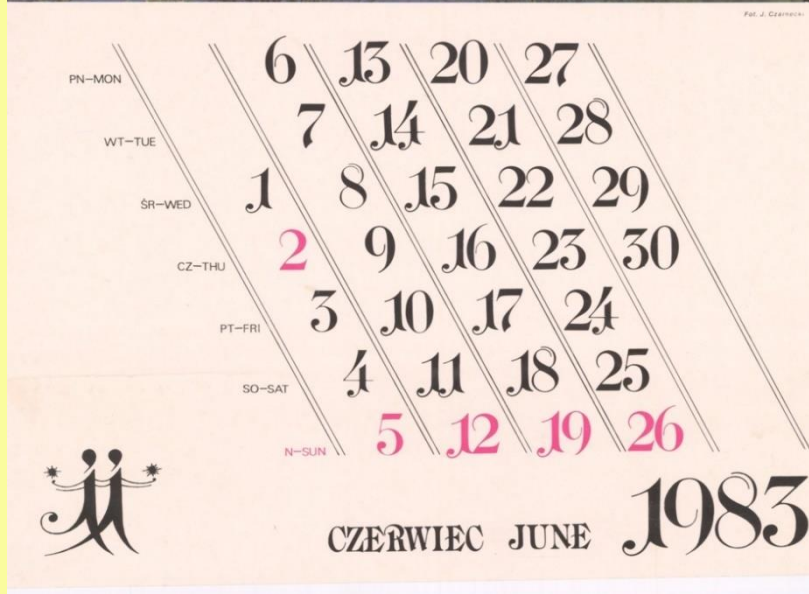 Fot. J. Czarnecki
PN–MON 6 13 20 27
WT–TUE 7 14 21 28
ŚR–WED 1 8 15 22 29
CZ–THU 2 9 16 23 30
PT–FRI 3 10 17 24
SO–SAT 4 11 18 25
N–SUN 5 12 19 26
CZERWIEC JUNE 1983